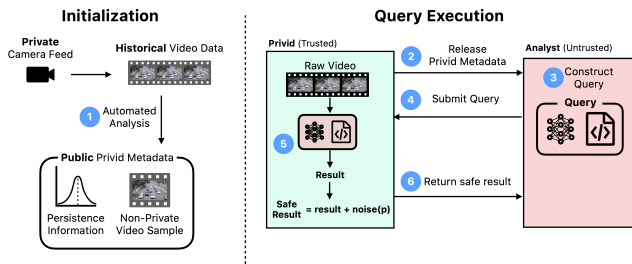 Initialization
Private
Camera Feed
Historical Video Data
1
Automated
Analysis
Public Privid Metadata
Persistence
Information
Non-Private
Video Sample
Query Execution
Privid (Trusted)
Raw Video
5
Result
Safe
Result
= result + noise(p)
2
Release
Privid Metadata
4
Submit Query
6
Return safe result
Analyst (Untrusted)
3
Construct
Query
Query
</>